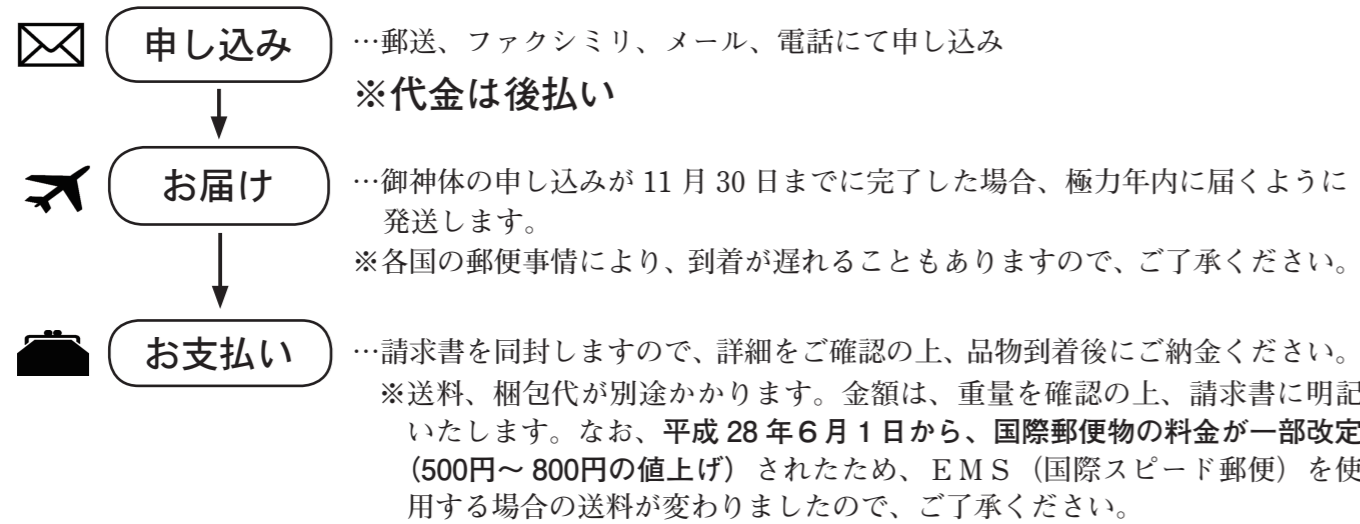 申し込み …郵送、ファクシミリ、メール、電話にて申し込み
※代金は後払い
お届け …御神体の申し込みが 11 月 30 日までに完了した場合、極力年内に届くように
発送します。
※各国の郵便事情により、到着が遅れることもありますので、ご了承ください。
お支払い …請求書を同封しますので、詳細をご確認の上、品物到着後にご納金ください。
※送料、梱包代が別途かかります。金額は、重量を確認の上、請求書に明記
いたします。なお、平成 28 年６月 1 日から、国際郵便物の料金が一部改定
（500円～ 800円の値上げ）されたため、ＥＭＳ（国際スピード郵便）を使
用する場合の送料が変わりましたので、ご了承ください。